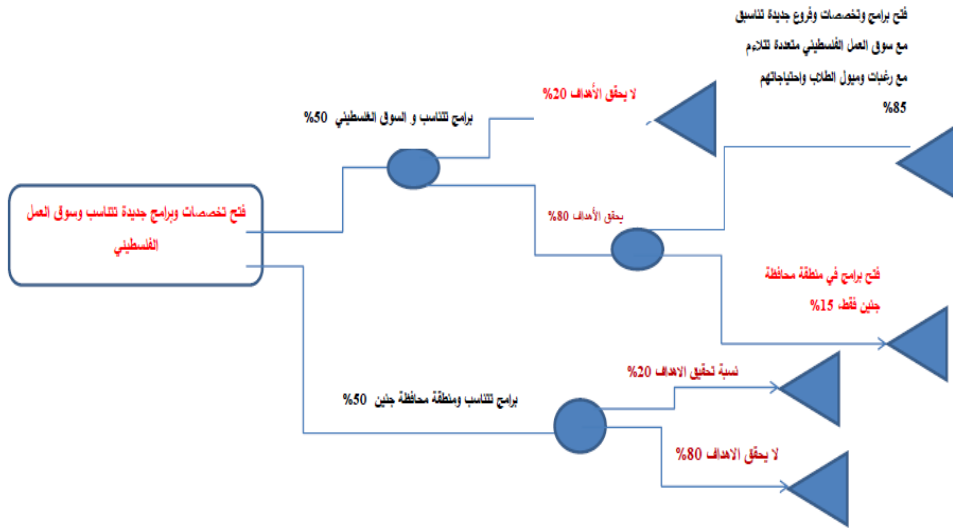 فتح برامج وتخصصات وفروع جديدة تتناسق
مع سوق العمل الفلسطيني متعددة تتلاءم
مع رغبات وميول الطلاب واحتياجاتهم
85%
لا يحقق الأهداف 20%
برامج تتناسب و السوق الفلسطيني 50%
فتح تخصصات وبرامج جديدة تتناسب وسوق العمل
الفلسطيني
يحقق الأهداف 80%
فتح برامج في منطقة محافظة
جنين فقط، 15%
نسبة تحقيق الاهداف 20%
برامج تتناسب ومنطقة محافظة جنين 50%
لا يحقق الاهداف 80%